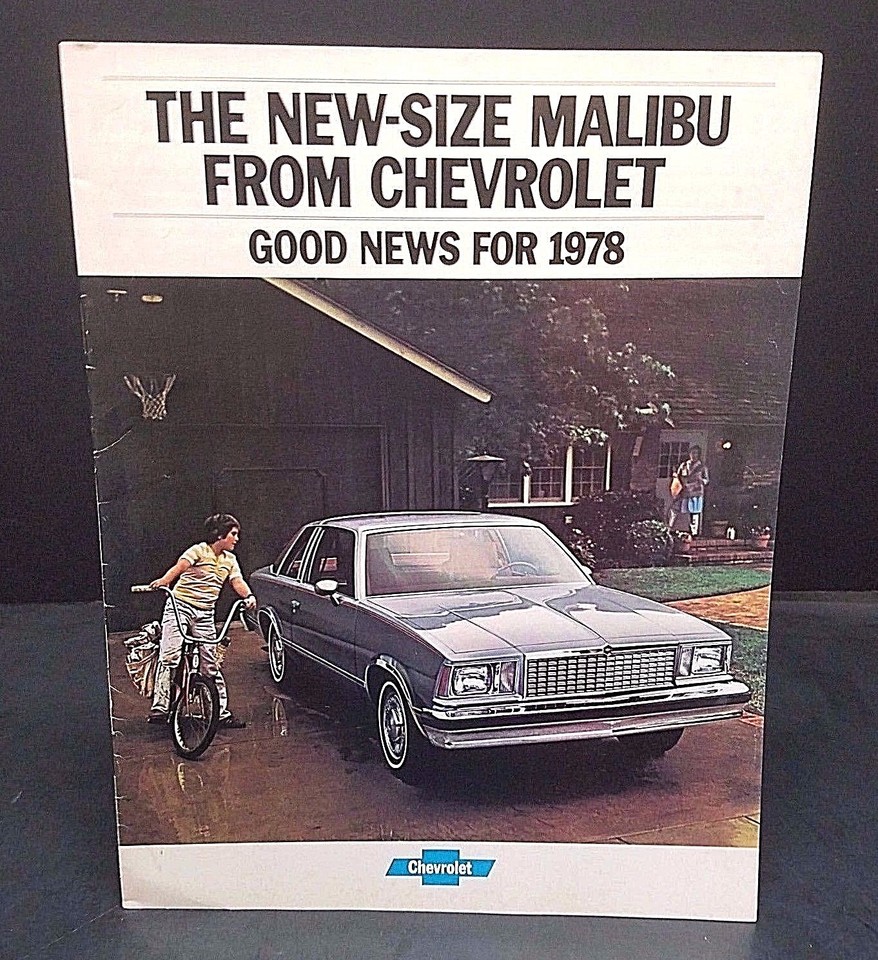 THE NEW-SIZE MALIBU
FROM CHEVROLET
GOOD NEWS FOR 1978
Chevrolet